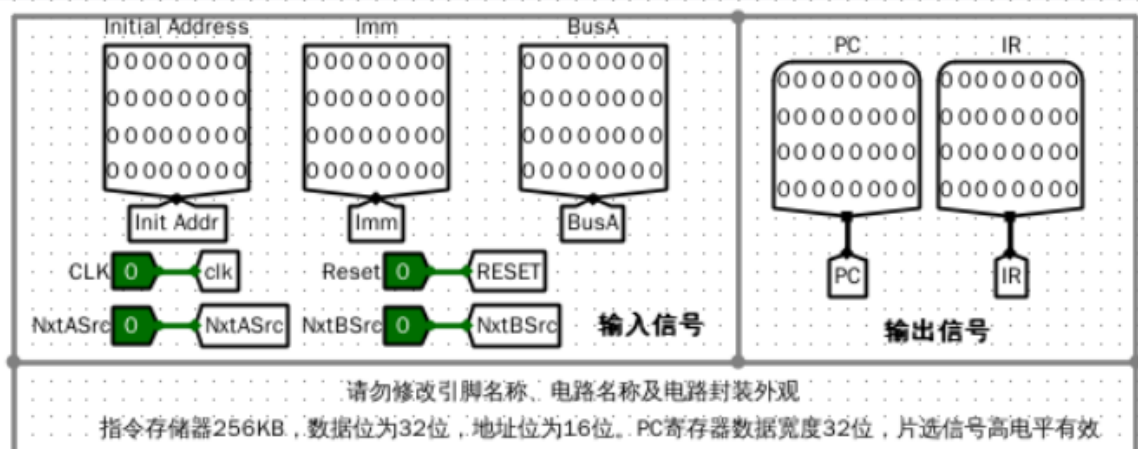 Initial Address Imm BusA
00000000 00000000 00000000
00000000 00000000 00000000
00000000 00000000 00000000
00000000 00000000 00000000
Init Addr Imm BusA
CLK 0 clk Reset 0 RESET
NxtASrc 0 NxtASrc NxtBSrc 0 NxtBSrc 输入信号
PC IR
00000000 00000000
00000000 00000000
00000000 00000000
00000000 00000000
PC IR
输出信号
请勿修改引脚名称、电路名称及电路封装外观
指令存储器256KB，数据位为32位，地址位为16位。PC寄存器数据宽度32位，片选信号高电平有效